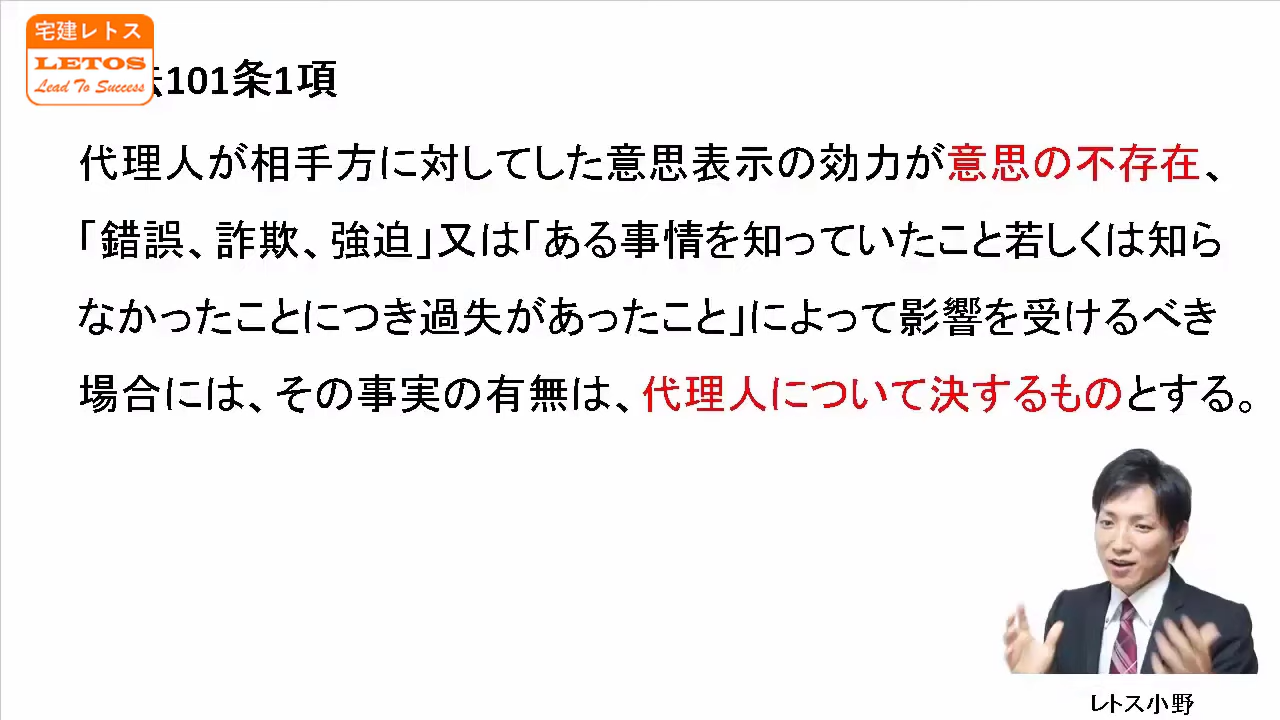 宅建レトス
LETOS
Lead To Success
法101条1項
代理人が相手方に対してした意思表示の効力が意思の不存在、
「錯誤、詐欺、強迫」又は「ある事情を知っていたこと若しくは知ら
なかったことにつき過失があったこと」によって影響を受けるべき
場合には、その事実の有無は、代理人について決するものとする。
レトス小野